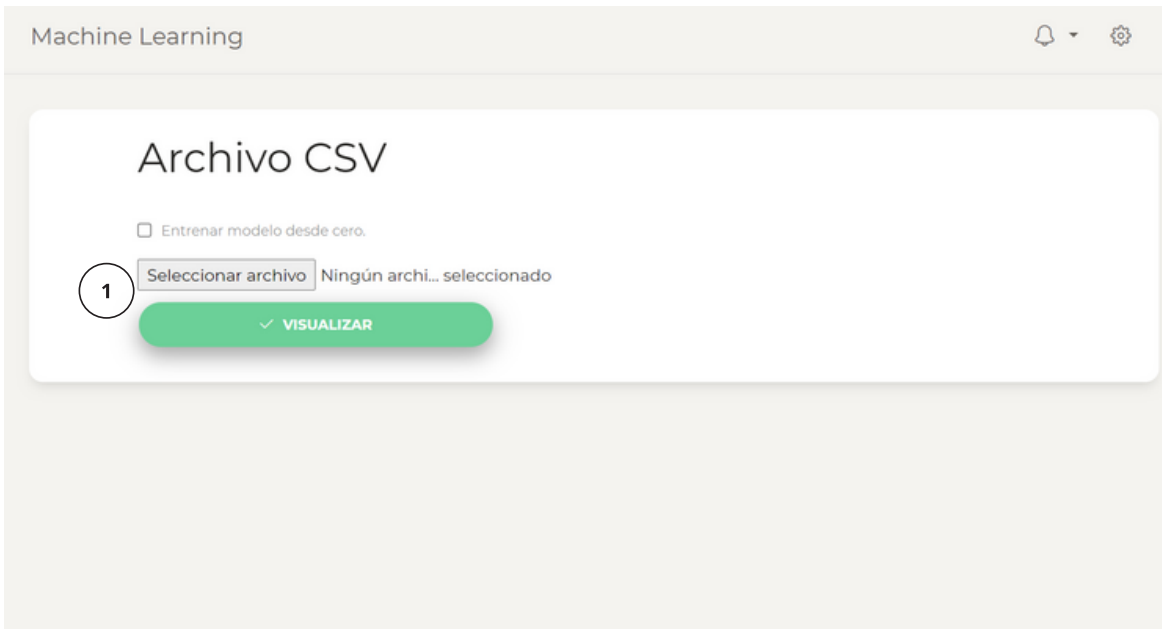 Machine Learning
Archivo CSV
Entrenar modelo desde cero.
Seleccionar archivo Ningún archi... seleccionado
1
VISUALIZAR